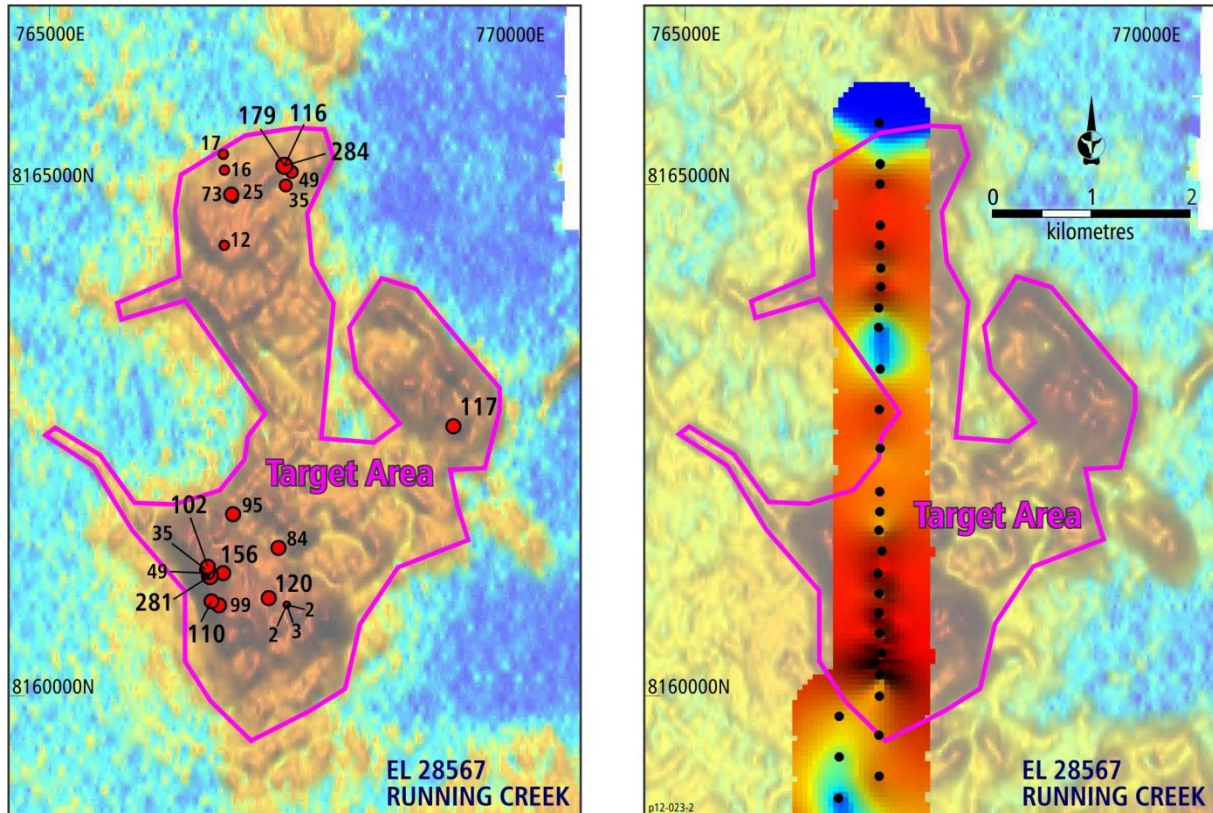 765000E
770000E
179
116
17
284
16
49
73
25
35
8165000N
12
117
Target Area
102
95
35
84
156
49
120
281
99
2
110
2
3
8160000N
EL 28567
RUNNING CREEK
765000E
770000E
8165000N
0
1
2
kilometres
Target Area
8160000N
EL 28567
RUNNING CREEK
p12-023-2